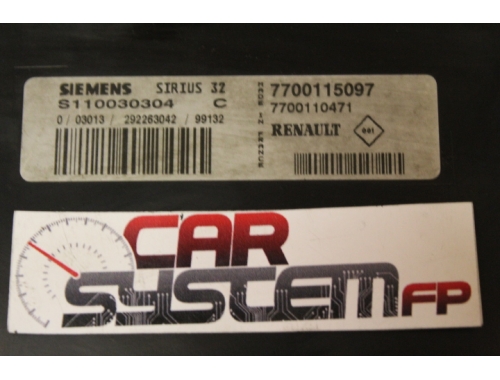 SIEMENS SIRIUS 32
S110030304 C
0 / 03013 / 292263042 / 99132
MADE IN FRANCE
7700115097
7700110471
RENAULT
CAR
SYSTEM FP